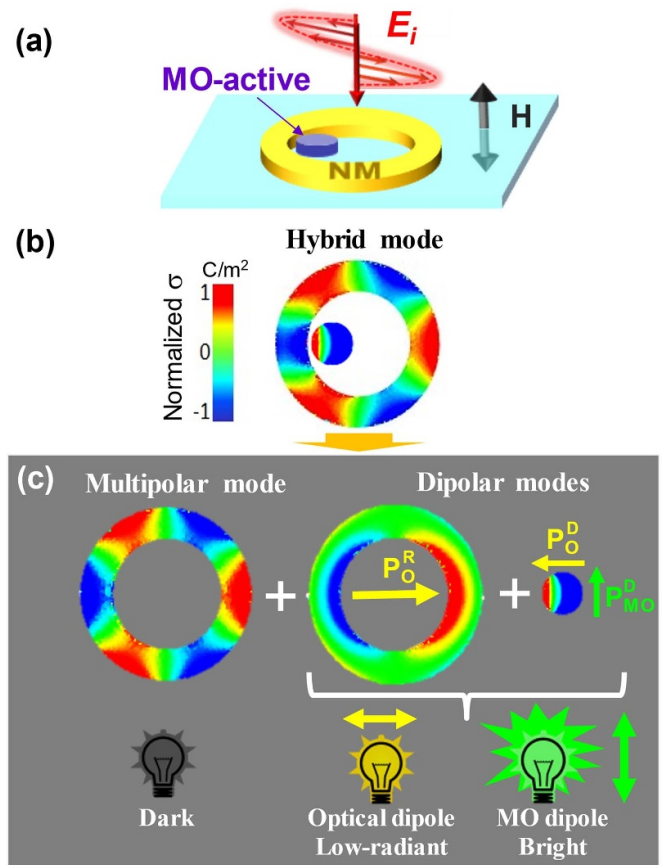 (a)
E_i
MO-active
H
NM
(b)
Hybrid mode
C/m²
Normalized σ
1
0
-1
(c)
Multipolar mode
Dipolar modes
+
P_O^R
+
P_O^D
P_MO^D
Dark
Optical dipole
Low-radiant
MO dipole
Bright